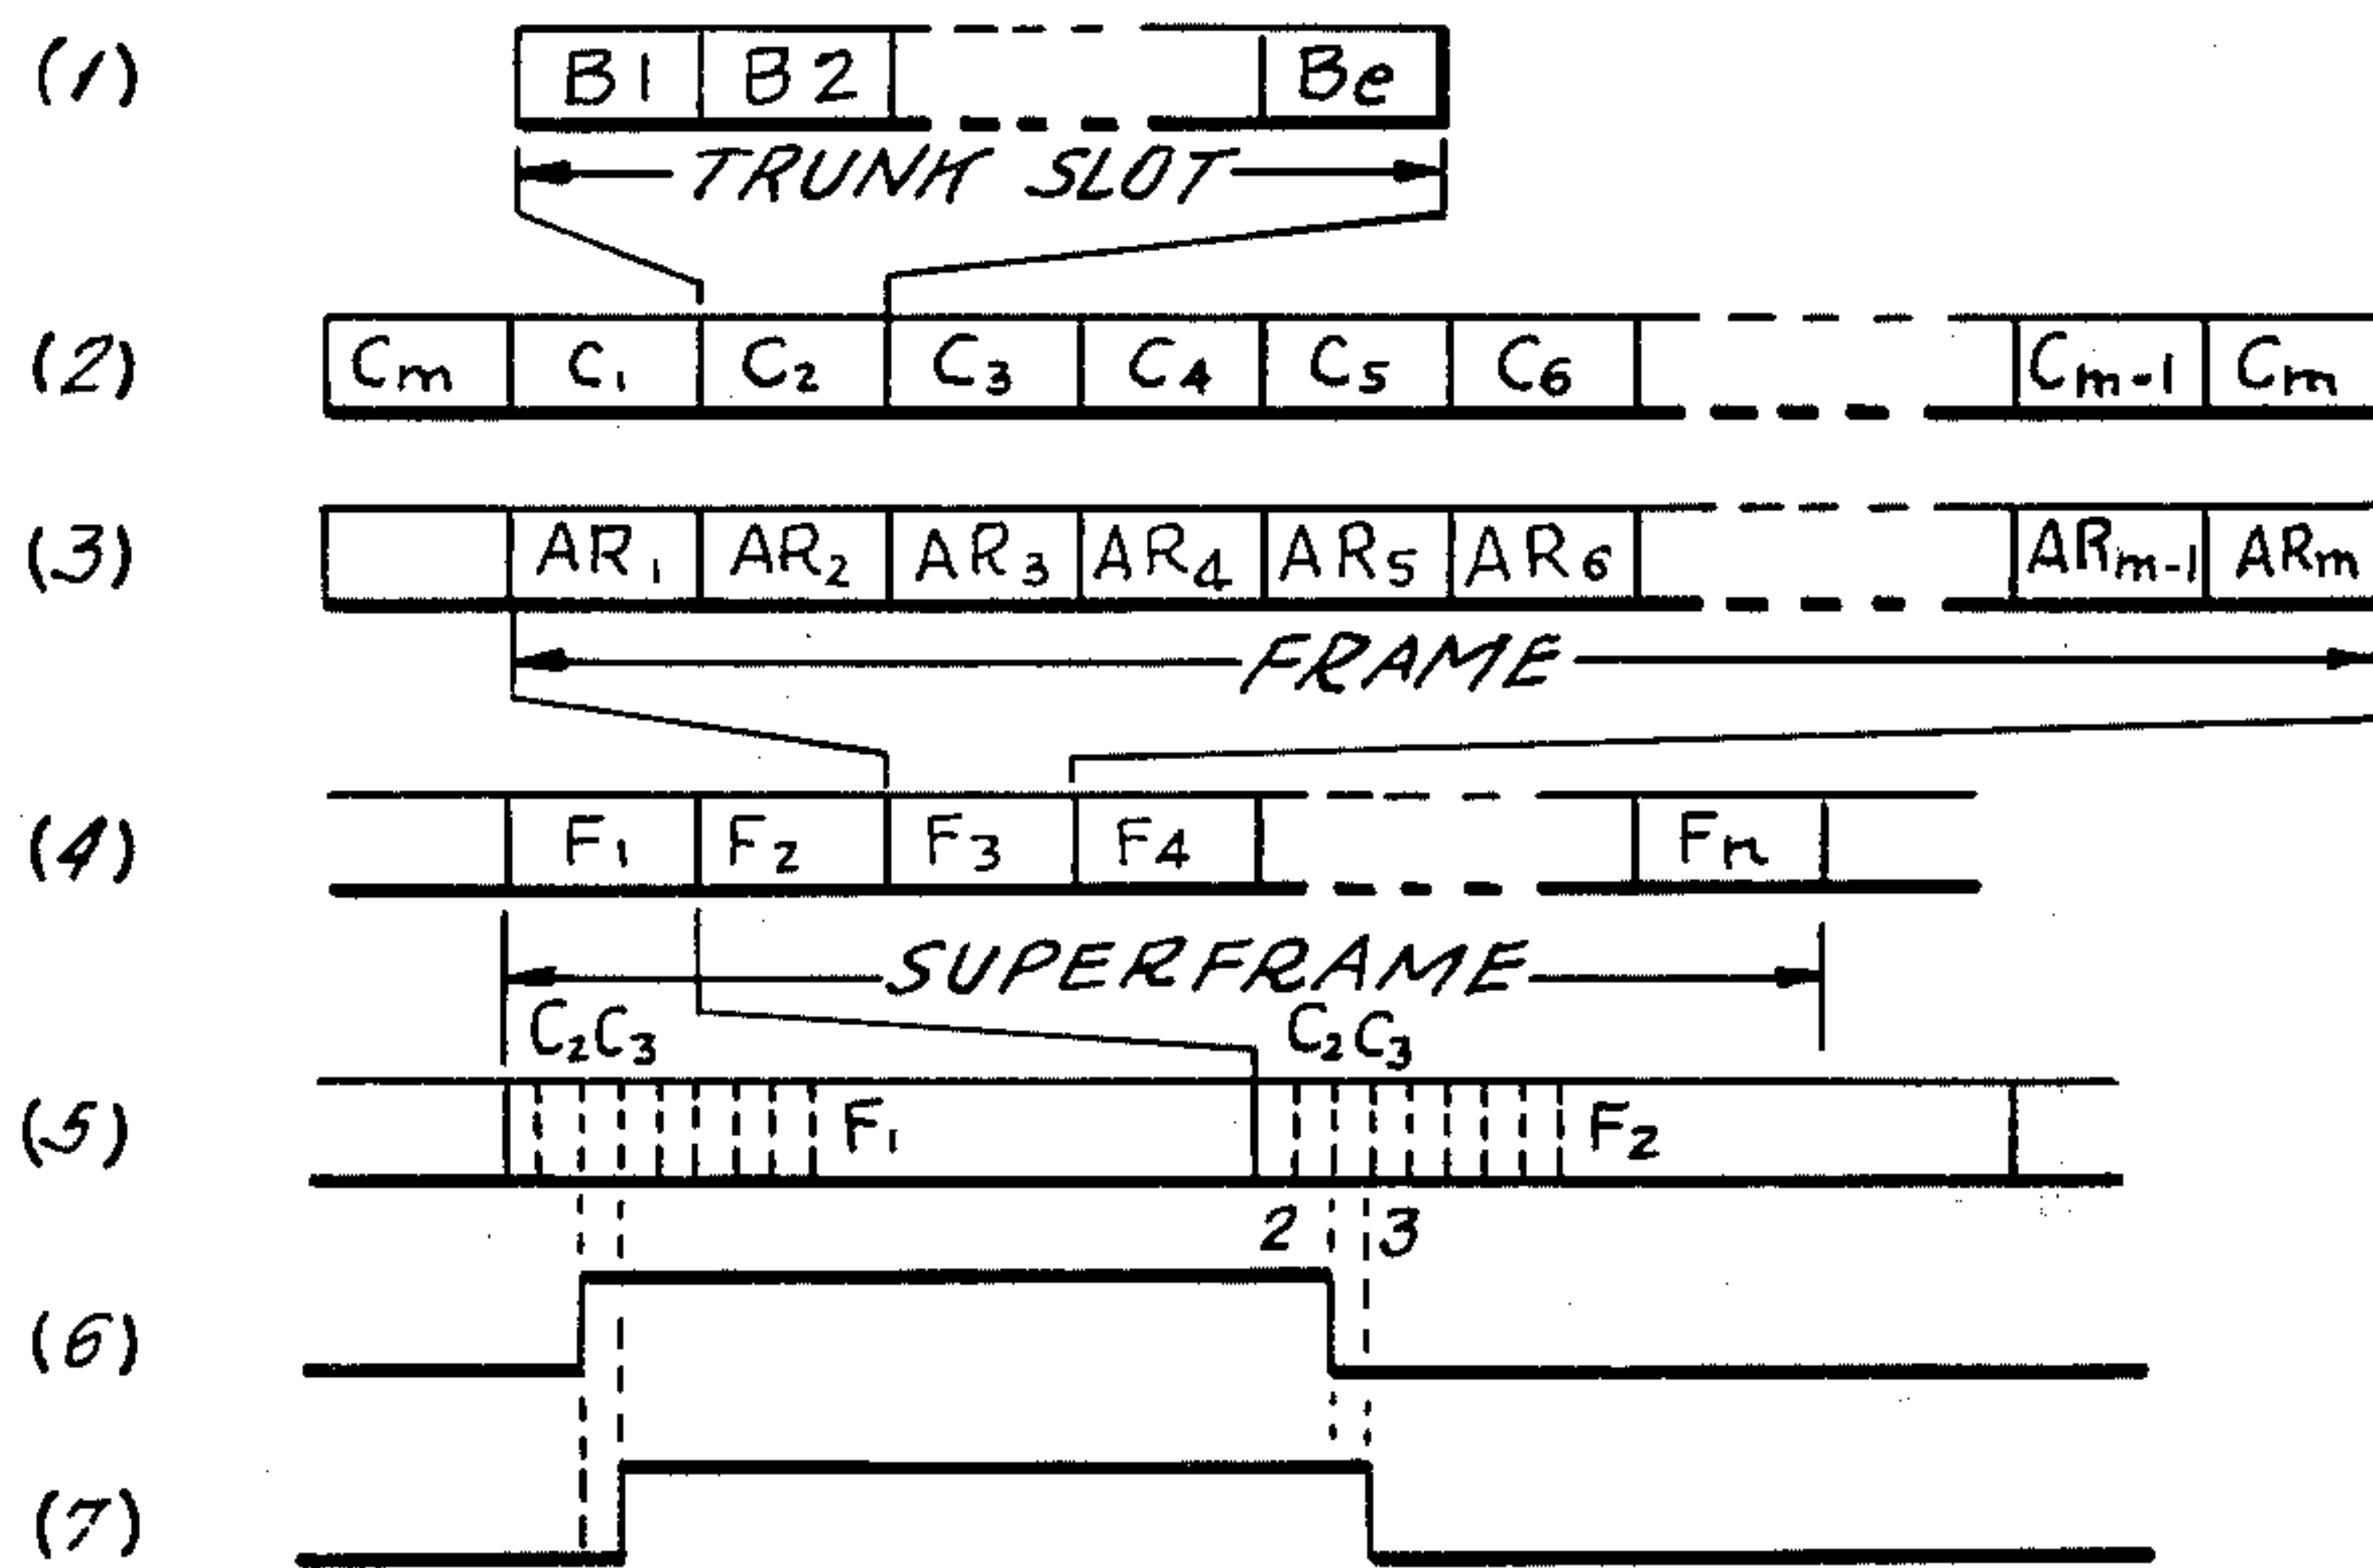 (1) B1 B2 Be
TRUNK SLOT
(2) Cm C1 C2 C3 C4 C5 C6 Cm-1 Cm
(3) AR1 AR2 AR3 AR4 AR5 AR6 ARm-1 ARm
FRAME
(4) F1 F2 F3 F4 Fn
SUPERFRAME
C2C3 C2C3
(5) F1 F2
2 3
(6)
(7)